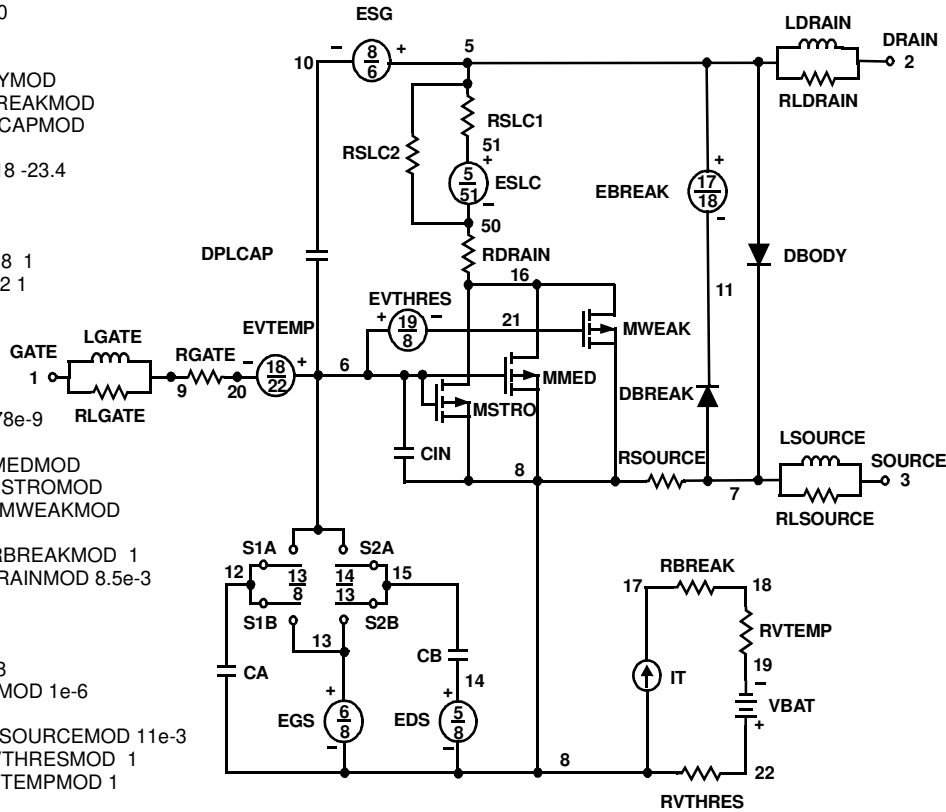 0
YMOD
REAKMOD
CAPMOD
18 -23.4
8 1
2 1
78e-9
MEDMOD
STROMOD
MWEAKMOD
RBREAKMOD 1
RAINMOD 8.5e-3
3
MOD 1e-6
SOURCEMOD 11e-3
VTHRESMOD 1
TEMPMOD 1
ESG
10
-
8
6
+
5
LDRAIN
DRAIN
2
RLDRAIN
RSLC1
51
RSLC2
+
5
51
ESLC
-
50
RDRAIN
16
EBREAK
+
17
18
-
11
DBODY
DPLCAP
EVTHRES
+
19
8
-
21
MWEAK
EVTEMP
LGATE
GATE
1
RLGATE
9
RGATE
20
-
18
22
+
6
MMED
MSTRO
DBREAK
CIN
8
RSOURCE
7
LSOURCE
SOURCE
3
RLSOURCE
S1A
S2A
12
13
8
14
13
15
S1B
S2B
13
CA
CB
14
EGS
+
6
8
-
EDS
+
5
8
-
8
17
RBREAK
18
RVTEMP
19
IT
-
VBAT
+
22
RVTHRES